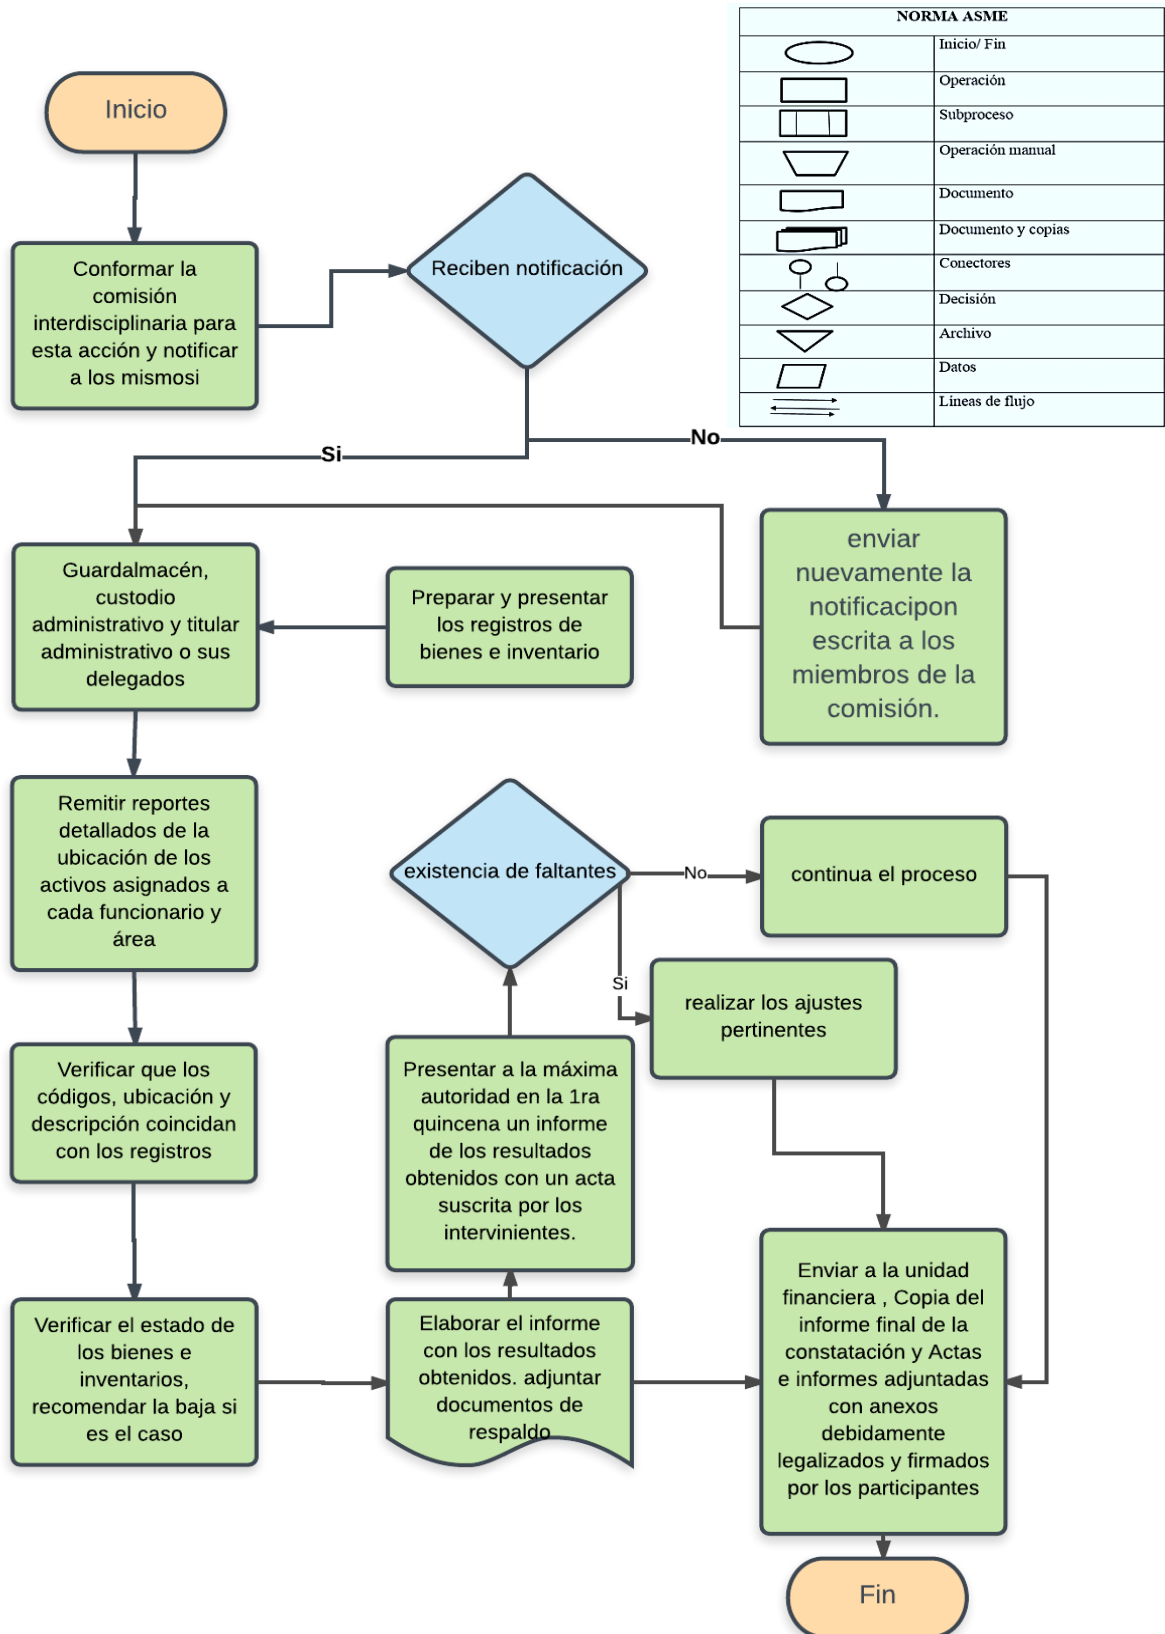 NORMA ASME
Inicio/ Fin
Operación
Subproceso
Operación manual
Documento
Documento y copias
Conectores
Decisión
Archivo
Datos
Líneas de flujo
Inicio
Conformar la
comisión
interdisciplinaria para
esta acción y notificar
a los mismosi
Reciben notificación
Si
No
enviar
nuevamente la
notificacipon
escrita a los
miembros de la
comisión.
Guardalmacén,
custodio
administrativo y titular
administrativo o sus
delegados
Preparar y presentar
los registros de
bienes e inventario
Remitir reportes
detallados de la
ubicación de los
activos asignados a
cada funcionario y
área
Verificar que los
códigos, ubicación y
descripción coincidan
con los registros
Verificar el estado de
los bienes e
inventarios,
recomendar la baja si
es el caso
Elaborar el informe
con los resultados
obtenidos. adjuntar
documentos de
respaldo
Presentar a la máxima
autoridad en la 1ra
quincena un informe
de los resultados
obtenidos con un acta
suscrita por los
intervinientes.
existencia de faltantes
No
continua el proceso
Si
realizar los ajustes
pertinentes
Enviar a la unidad
financiera , Copia del
informe final de la
constatación y Actas
e informes adjuntadas
con anexos
debidamente
legalizados y firmados
por los participantes
Fin